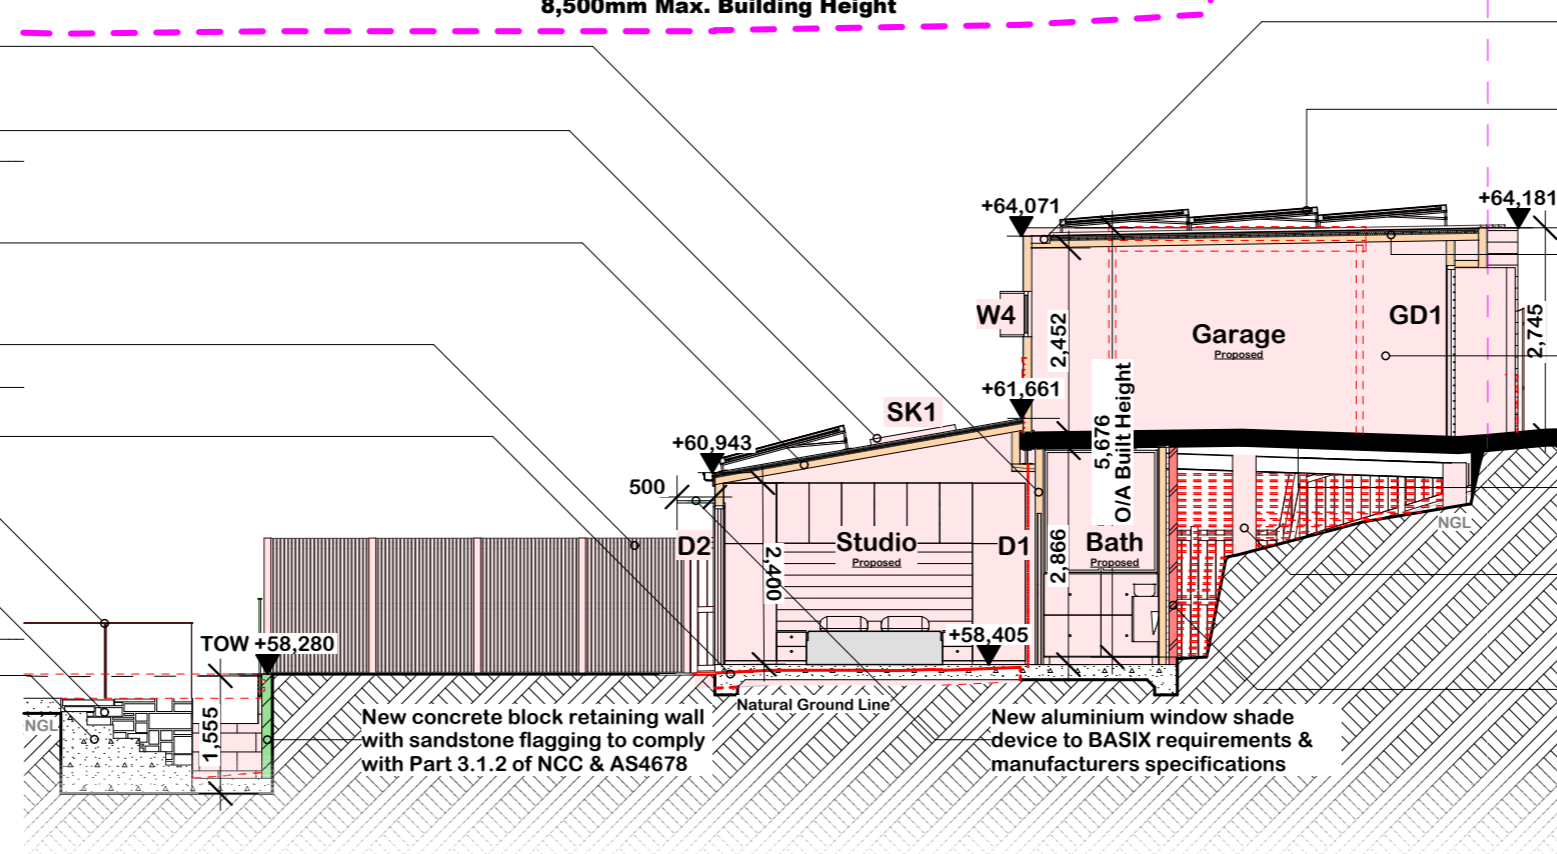 8,500mm Max. Building Height
+64,071
+64,181
W4
2,452
Garage
Proposed
GD1
2,745
+61,661
5,676
O/A Built Height
SK1
+60,943
500
D2
2,400
Studio
Proposed
D1
2,866
Bath
Proposed
NGL
TOW +58,280
+58,405
Natural Ground Line
NGL
1,555
New concrete block retaining wall
with sandstone flagging to comply
with Part 3.1.2 of NCC & AS4678
New aluminium window shade
device to BASIX requirements &
manufacturers specifications